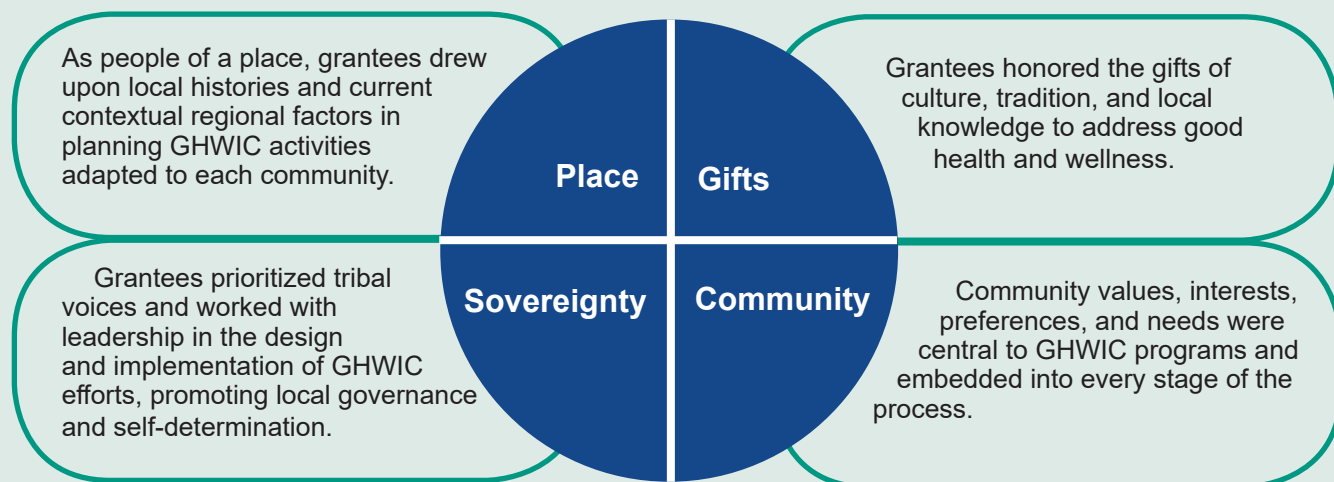 As people of a place, grantees drew
upon local histories and current
contextual regional factors in
planning GHWIC activities
adapted to each community.
Place
Gifts
Grantees honored the gifts of
culture, tradition, and local
knowledge to address good
health and wellness.
Grantees prioritized tribal
voices and worked with
leadership in the design
and implementation of GHWIC
efforts, promoting local governance
and self-determination.
Sovereignty
Community
Community values, interests,
preferences, and needs were
central to GHWIC programs and
embedded into every stage of the
process.